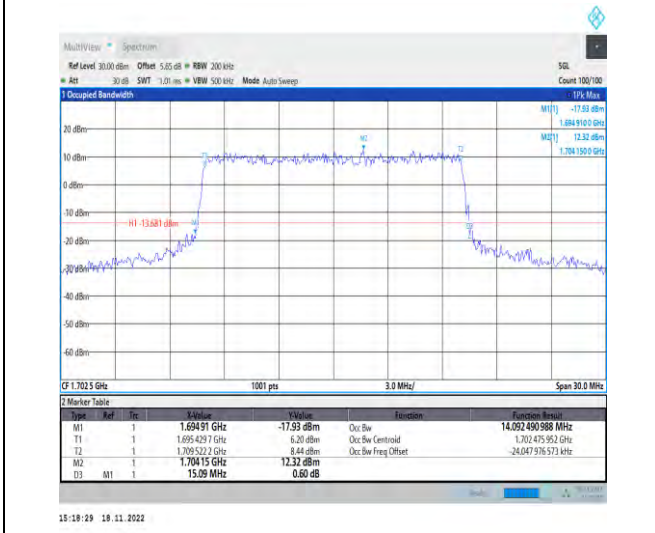 MultiView Spectrum
Ref Level 30.00 dBm Offset 5.65 dB RBW 200 kHz SGL
Att 30 dB SWT 1.01 ms VBW 500 kHz Mode Auto Sweep Count 100/100
1 Occupied Bandwidth 1Pk Max
M1[1] -17.93 dBm
1.694 910 0 GHz
M2[1] 12.32 dBm
1.704 150 0 GHz
20 dBm
M2
T1 T2
10 dBm
0 dBm
-10 dBm
H1 -13.681 dBm
M1
D3
-20 dBm
-30 dBm
-40 dBm
-50 dBm
-60 dBm
CF 1.702 5 GHz 1001 pts 3.0 MHz/ Span 30.0 MHz
2 Marker Table
Type Ref Trc X-Value Y-Value Function Function Result
M1 1 1.694 91 GHz -17.93 dBm Occ Bw 14.092 490 988 MHz
T1 1 1.695 429 7 GHz 6.20 dBm Occ Bw Centroid 1.702 475 952 GHz
T2 1 1.709 522 2 GHz 8.44 dBm Occ Bw Freq Offset -24.047 976 573 kHz
M2 1 1.704 15 GHz 12.32 dBm
D3 M1 1 15.09 MHz 0.60 dB
15:18:29 18.11.2022